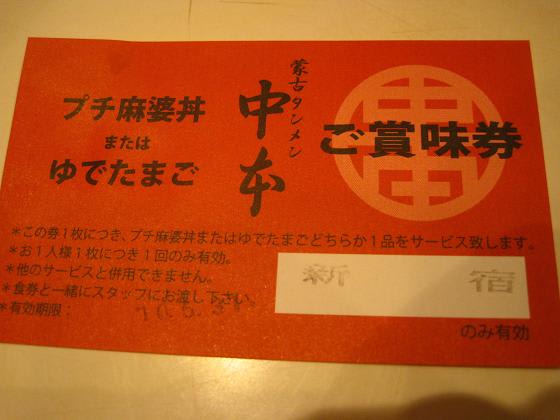 プチ麻婆丼
または
ゆでたまご
蒙古タンメン
中本
ご賞味券
*この券1枚につき、プチ麻婆丼またはゆでたまごどちらか1品をサービス致します。
*お1人様1枚につき1回のみ有効。
*他のサービスと併用できません。
*食券と一緒にスタッフにお渡し下さい。
*有効期限：
新宿
のみ有効